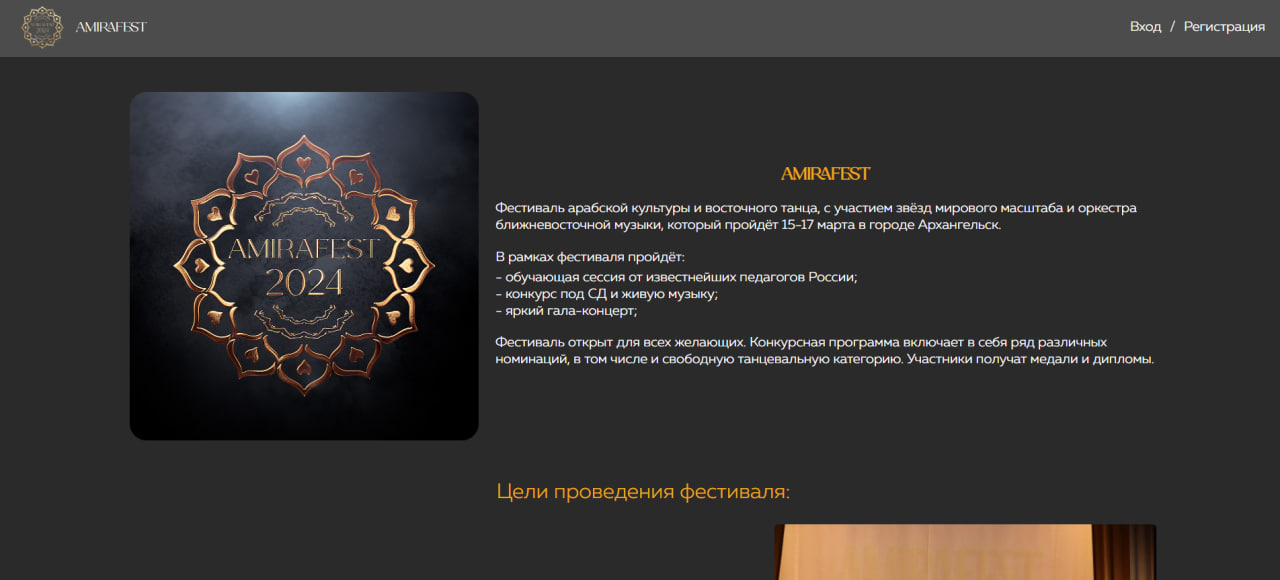 AMIRAFEST
2024
AMIRAFEST
Вход / Регистрация
AMIRAFEST
2024
AMIRAFEST
Фестиваль арабской культуры и восточного танца, с участием звёзд мирового масштаба и оркестра
ближневосточной музыки, который пройдёт 15-17 марта в городе Архангельск.
В рамках фестиваля пройдёт:
- обучающая сессия от известнейших педагогов России;
- конкурс под СД и живую музыку;
- яркий гала-концерт;
Фестиваль открыт для всех желающих. Конкурсная программа включает в себя ряд различных
номинаций, в том числе и свободную танцевальную категорию. Участники получат медали и дипломы.
Цели проведения фестиваля:
AMIRAFEST